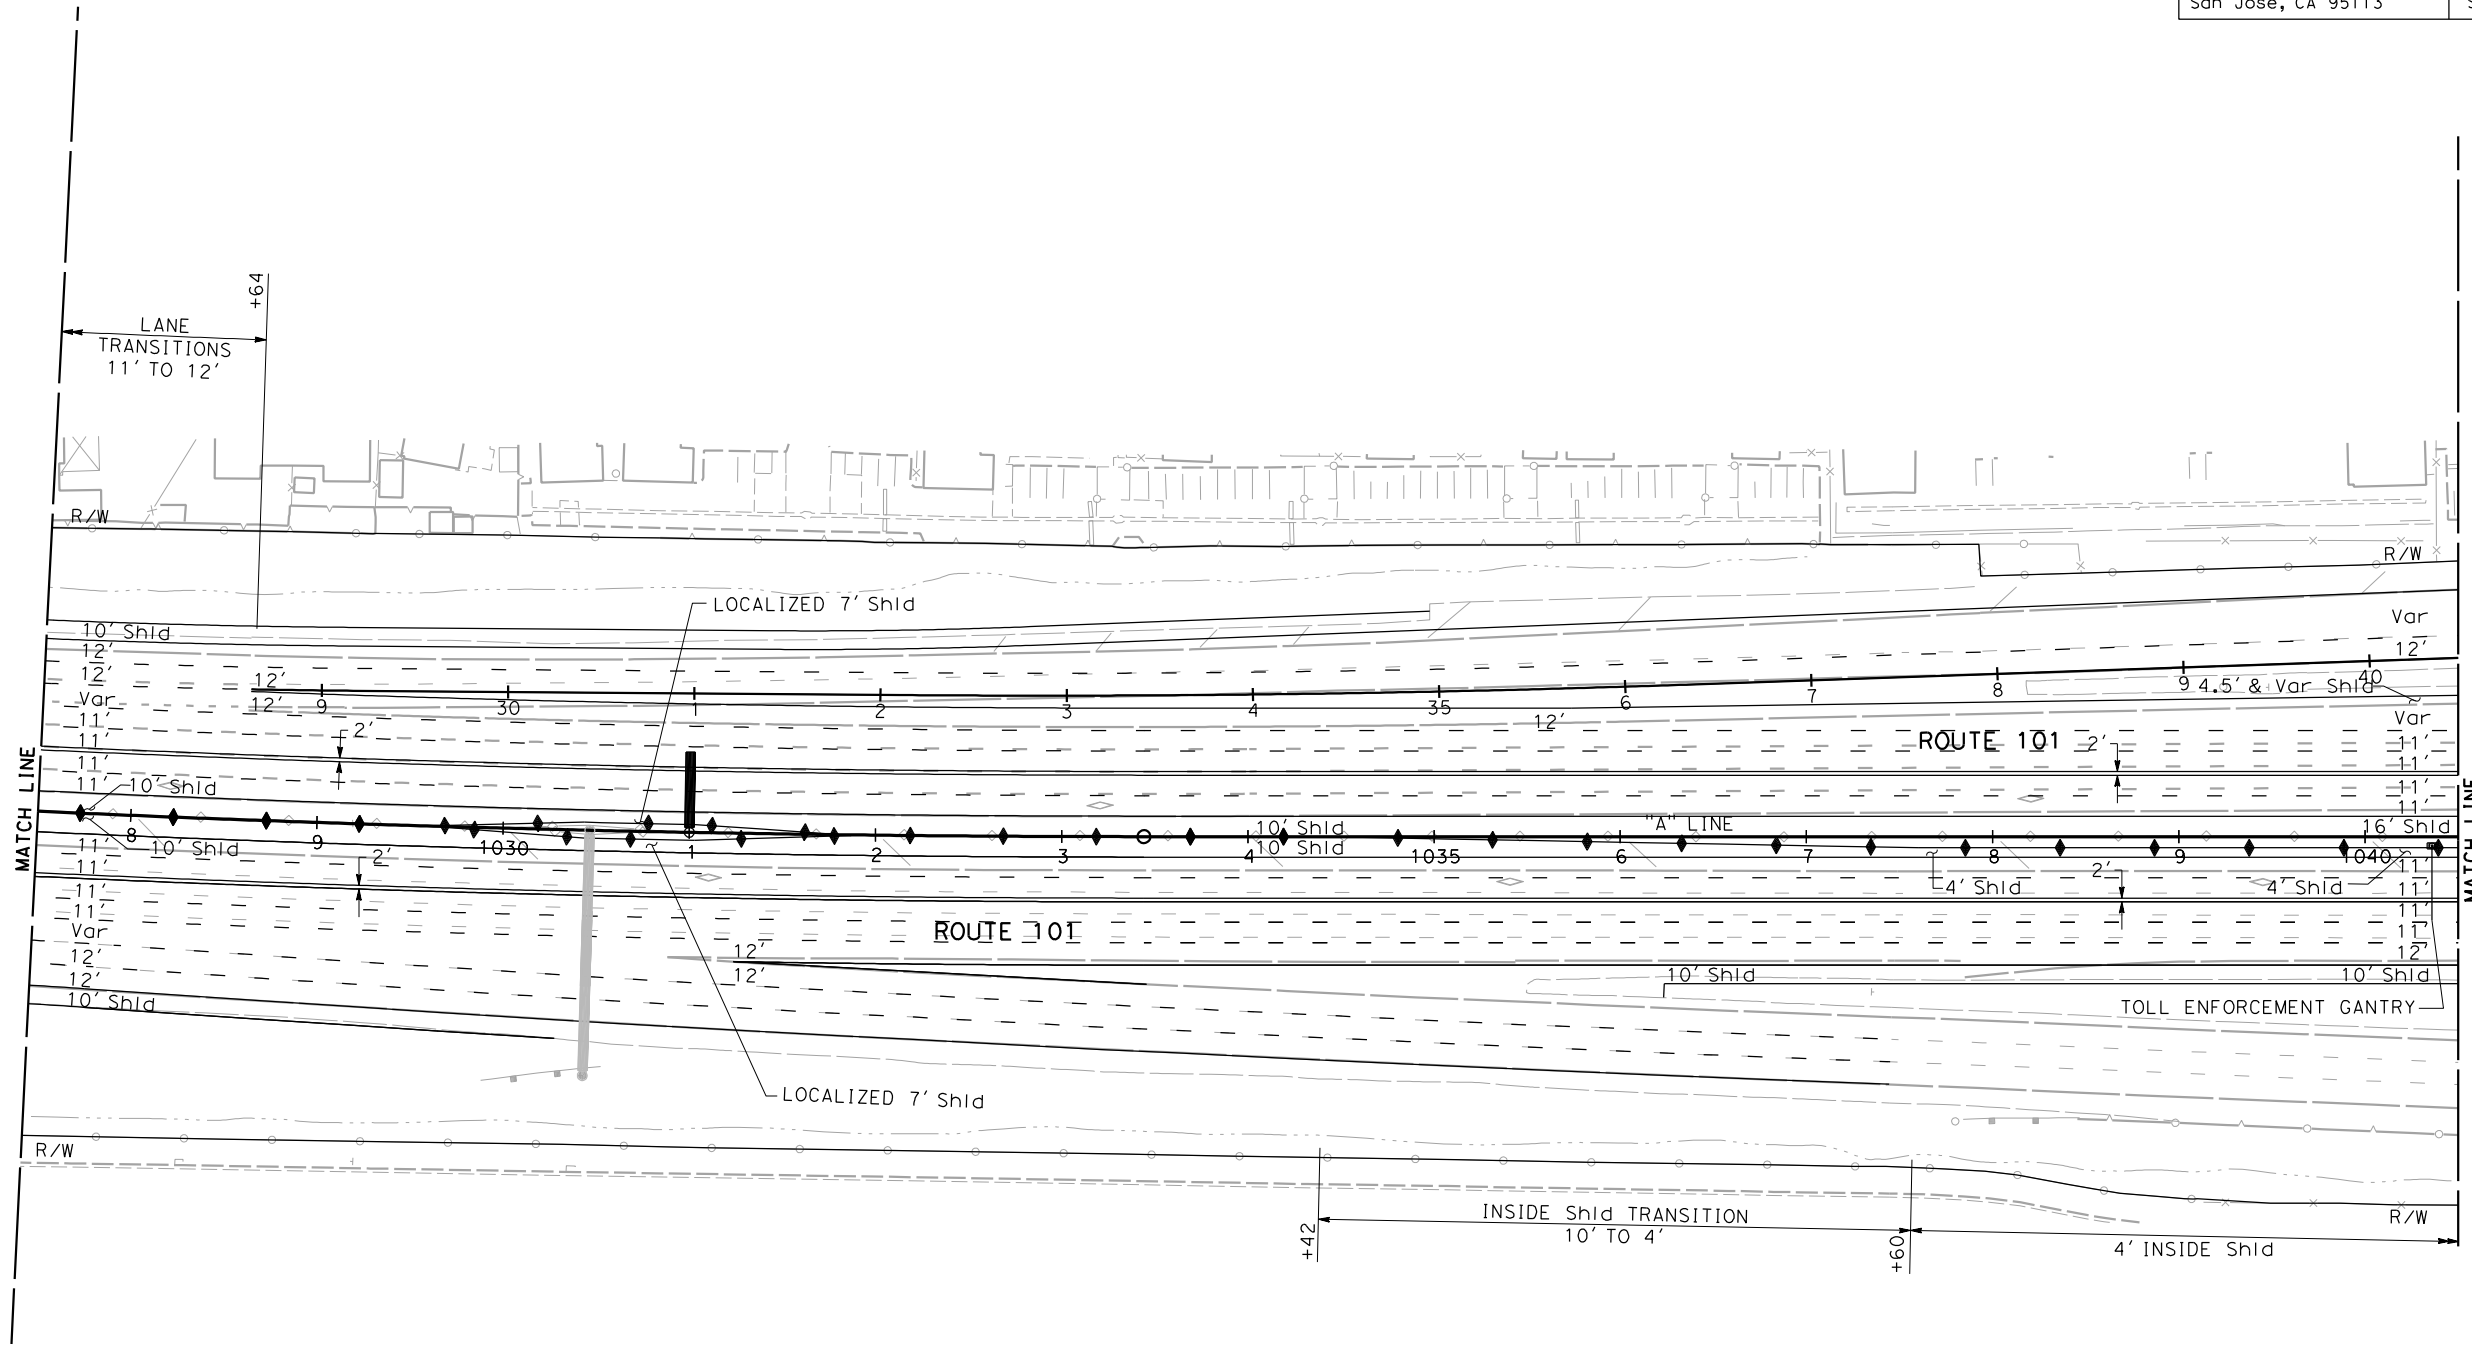 San Jose, CA 95113
+64
LANE
TRANSITIONS
11' TO 12'
R/W
R/W
LOCALIZED 7' Shld
10' Shld
12'
12'
Var
11'
11'
11'
11'
12'
12'
9
30
1
2
3
4
35
6
7
8
9
40
12'
Var
12'
4.5' & Var Shld
Var
11'
11'
11'
11'
2'
ROUTE 101
2'
MATCH LINE
10' Shld
10' Shld
8
9
1030
1
2
3
4
1035
6
7
8
9
1040
10' Shld
10' Shld
"A" LINE
16' Shld
MATCH LINE
11'
11'
11'
11'
Var
12'
12'
10' Shld
2'
4' Shld
4' Shld
2'
11'
11'
11'
11'
12'
ROUTE 101
12'
12'
10' Shld
10' Shld
TOLL ENFORCEMENT GANTRY
LOCALIZED 7' Shld
R/W
R/W
+42
INSIDE Shld TRANSITION
10' TO 4'
+60
4' INSIDE Shld